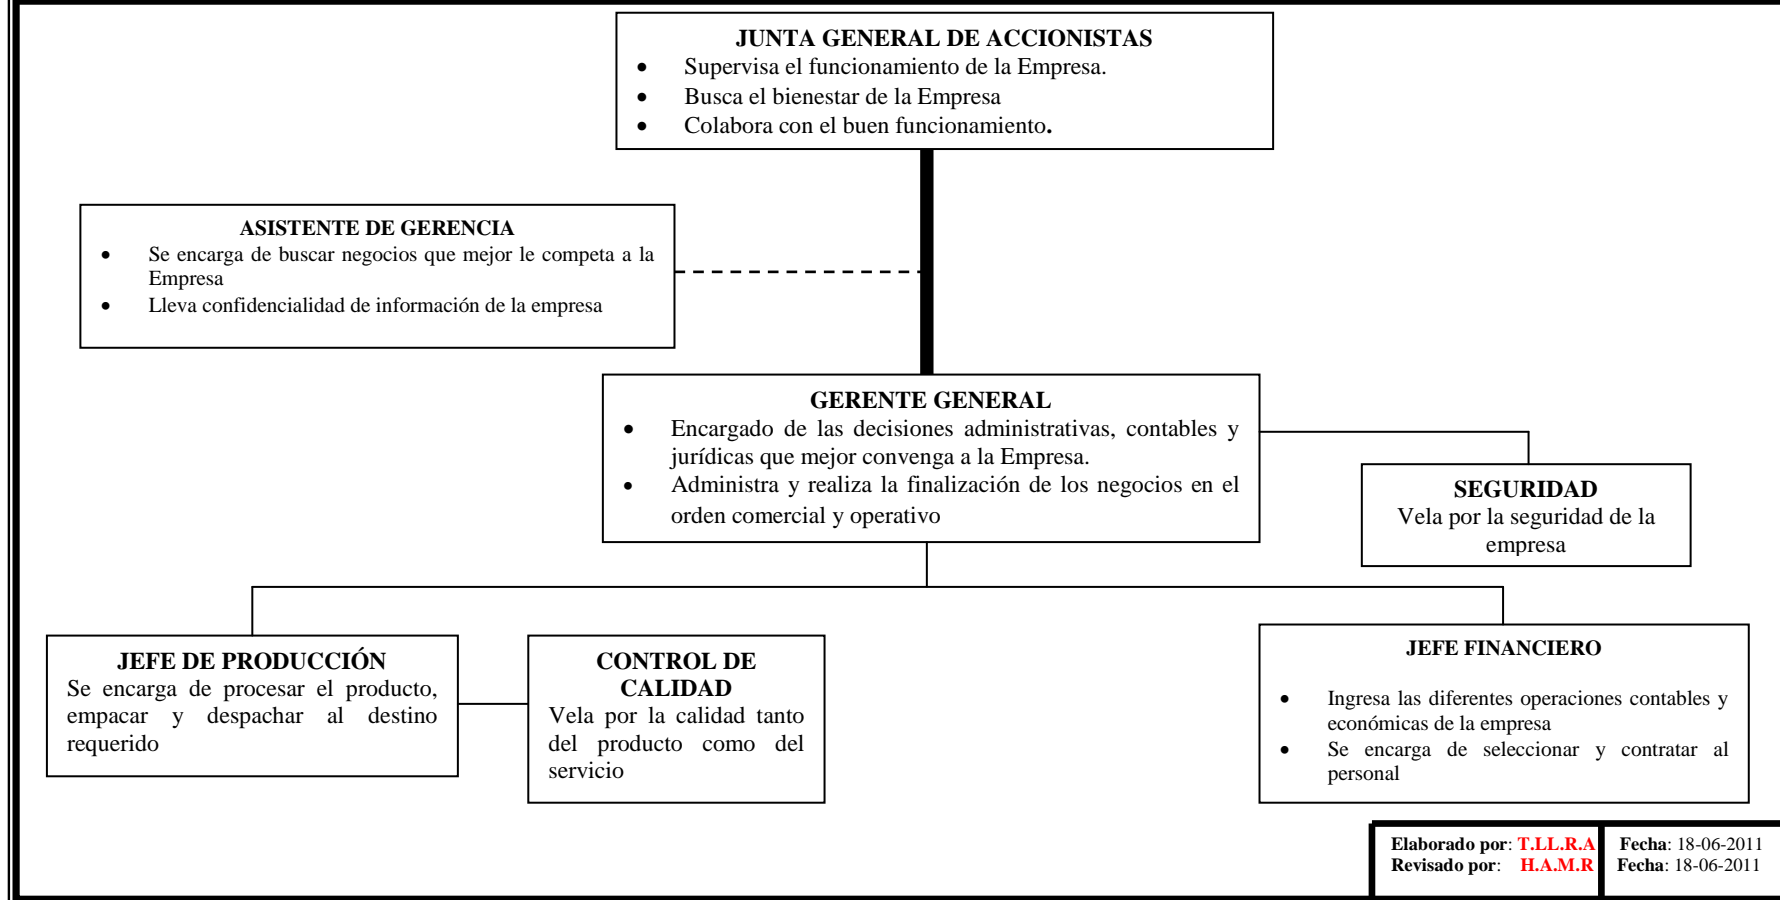 JUNTA GENERAL DE ACCIONISTAS
• Supervisa el funcionamiento de la Empresa.
• Busca el bienestar de la Empresa
• Colabora con el buen funcionamiento.
ASISTENTE DE GERENCIA
• Se encarga de buscar negocios que mejor le competa a la
Empresa
• Lleva confidencialidad de información de la empresa
GERENTE GENERAL
• Encargado de las decisiones administrativas, contables y
jurídicas que mejor convenga a la Empresa.
• Administra y realiza la finalización de los negocios en el
orden comercial y operativo
SEGURIDAD
Vela por la seguridad de la
empresa
JEFE DE PRODUCCIÓN
Se encarga de procesar el producto,
empacar y despachar al destino
requerido
CONTROL DE
CALIDAD
Vela por la calidad tanto
del producto como del
servicio
JEFE FINANCIERO
• Ingresa las diferentes operaciones contables y
económicas de la empresa
• Se encarga de seleccionar y contratar al
personal
Elaborado por: T.LL.R.A Fecha: 18-06-2011
Revisado por: H.A.M.R Fecha: 18-06-2011